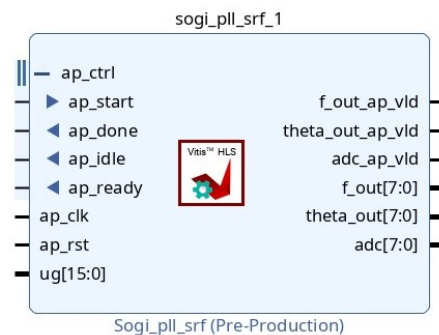 sogi_pll_srf_1
ap_ctrl
ap_start
ap_done
ap_idle
ap_ready
ap_clk
ap_rst
ug[15:0]
Vitis™ HLS
f_out_ap_vld
theta_out_ap_vld
adc_ap_vld
f_out[7:0]
theta_out[7:0]
adc[7:0]
Sogi_pll_srf (Pre-Production)